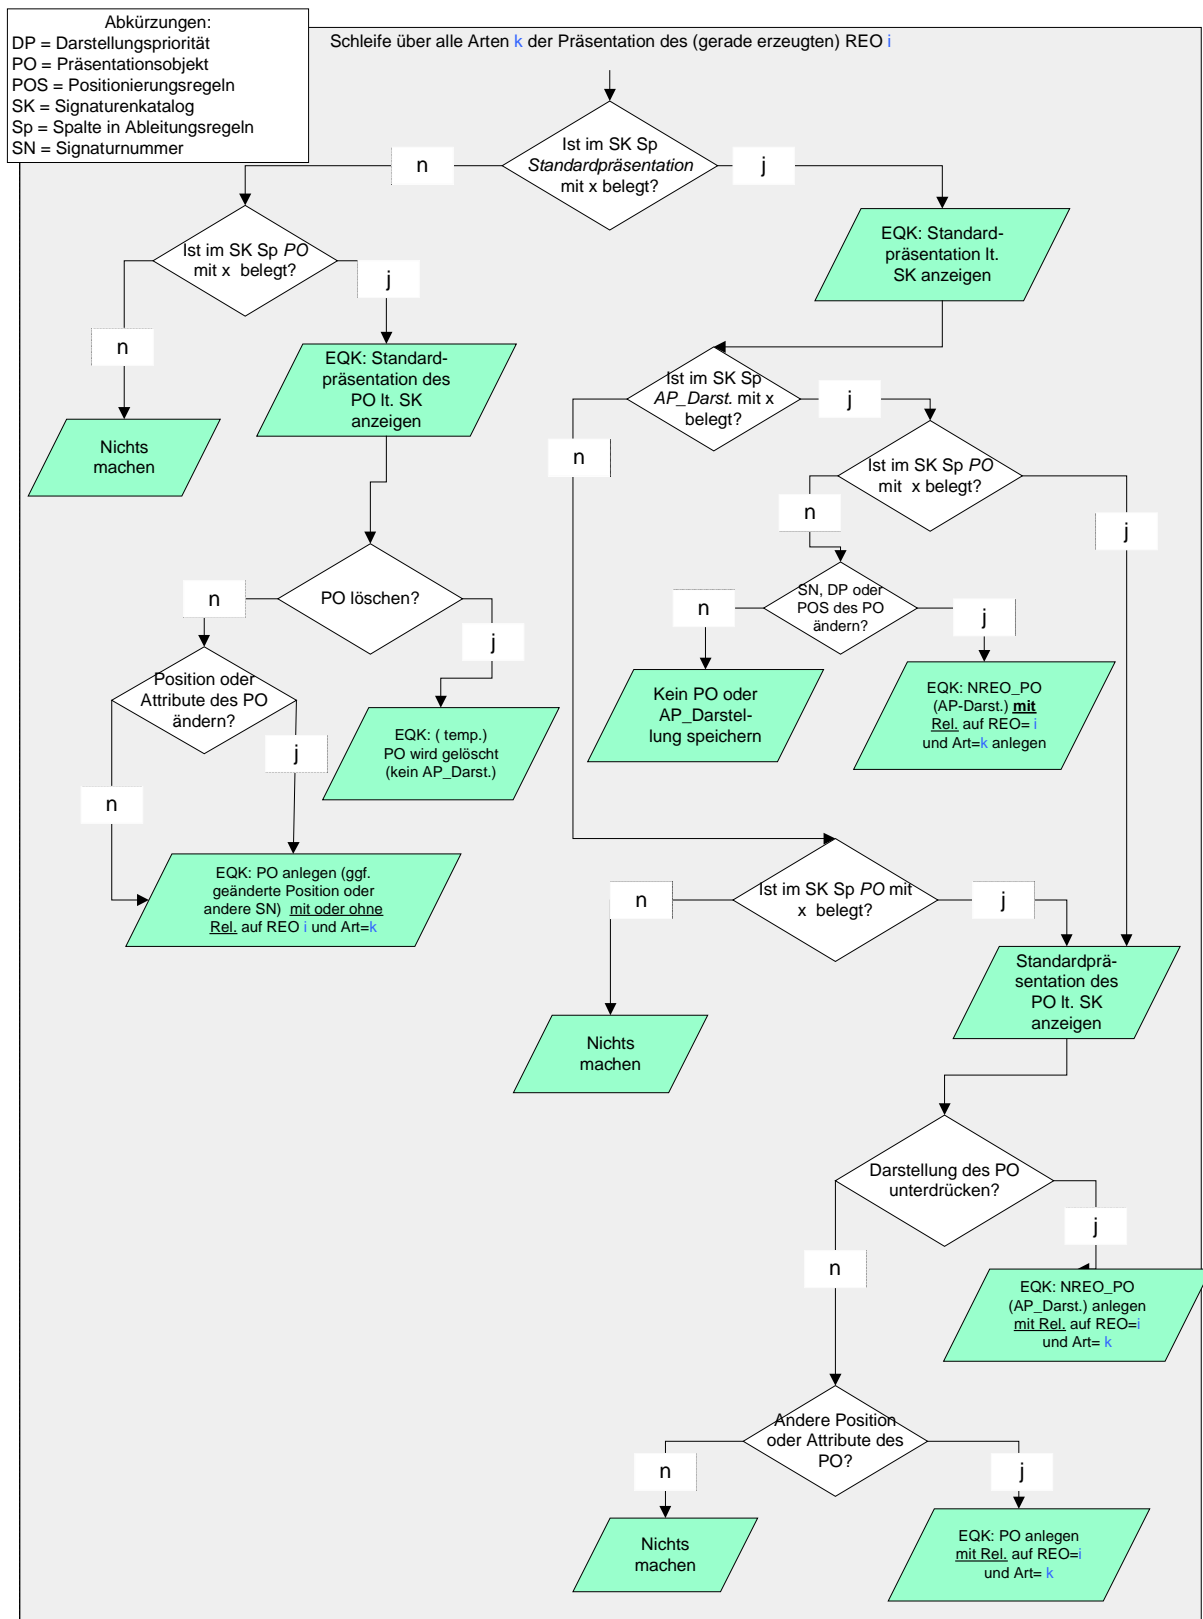 Abkürzungen:
DP = Darstellungspriorität
PO = Präsentationsobjekt
POS = Positionierungsregeln
SK = Signaturenkatalog
Sp = Spalte in Ableitungsregeln
SN = Signaturnummer
Schleife über alle Arten k der Präsentation des (gerade erzeugten) REO i
Ist im SK Sp
Standardpräsentation
mit x belegt?
n
j
Ist im SK Sp PO
mit x belegt?
j
n
EQK: Standard-
präsentation lt.
SK anzeigen
EQK: Standard-
präsentation des
PO lt. SK
anzeigen
Nichts
machen
Ist im SK Sp
AP_Darst. mit x
belegt?
j
n
Ist im SK Sp PO
mit x belegt?
n
j
PO löschen?
n
j
SN, DP oder
POS des PO
ändern?
n
j
Position oder
Attribute des PO
ändern?
j
n
EQK: ( temp.)
PO wird gelöscht
(kein AP_Darst.)
Kein PO oder
AP_Darstel-
lung speichern
EQK: NREO_PO
(AP-Darst.) mit
Rel. auf REO= i
und Art=k anlegen
EQK: PO anlegen (ggf.
geänderte Position oder
andere SN) mit oder ohne
Rel. auf REO i und Art=k
Ist im SK Sp PO mit
x belegt?
n
j
Standardprä-
sentation des
PO lt. SK
anzeigen
Nichts
machen
Darstellung des PO
unterdrücken?
j
n
EQK: NREO_PO
(AP_Darst.) anlegen
mit Rel. auf REO=i
und Art= k
Andere Position
oder Attribute des
PO?
n
j
Nichts
machen
EQK: PO anlegen
mit Rel. auf REO=i
und Art= k